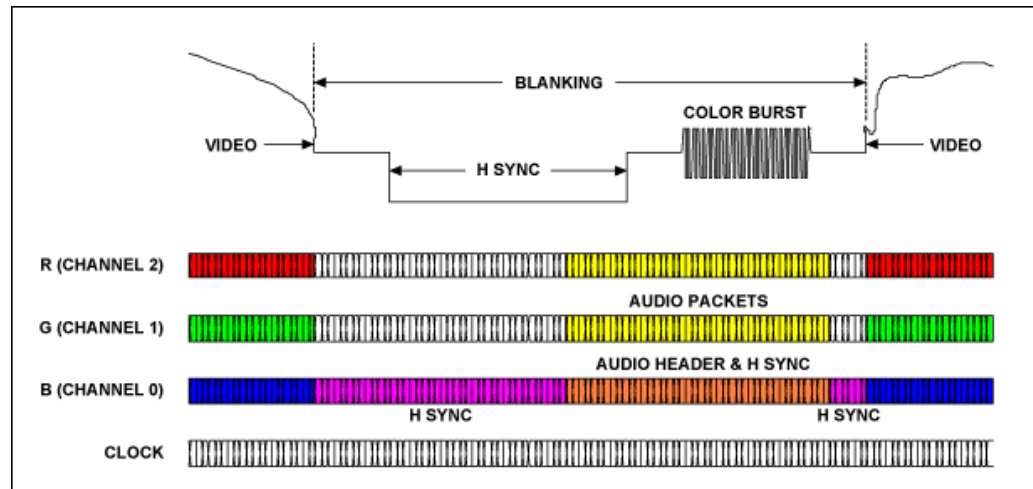 BLANKING
COLOR BURST
VIDEO
VIDEO
H SYNC
R (CHANNEL 2)
AUDIO PACKETS
G (CHANNEL 1)
AUDIO HEADER & H SYNC
B (CHANNEL 0)
H SYNC
H SYNC
CLOCK